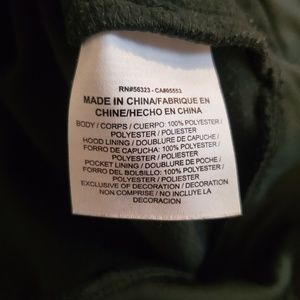 RN#56323 - CA#05553
MADE IN CHINA/FABRIQUE EN
CHINE/HECHO EN CHINA
BODY / CORPS / CUERPO: 100% POLYESTER /
POLYESTER / POLIESTER
HOOD LINING / DOUBLURE DE CAPUCHE /
FORRO DE CAPUCHA: 100% POLYESTER /
POLYESTER / POLIESTER
POCKET LINING / DOUBLURE DE POCHE /
FORRO DEL BOLSILLO: 100% POLYESTER /
POLYESTER / POLIESTER
EXCLUSIVE OF DECORATION / DECORATION
NON COMPRISE / NO INCLUYE LA
DECORACION